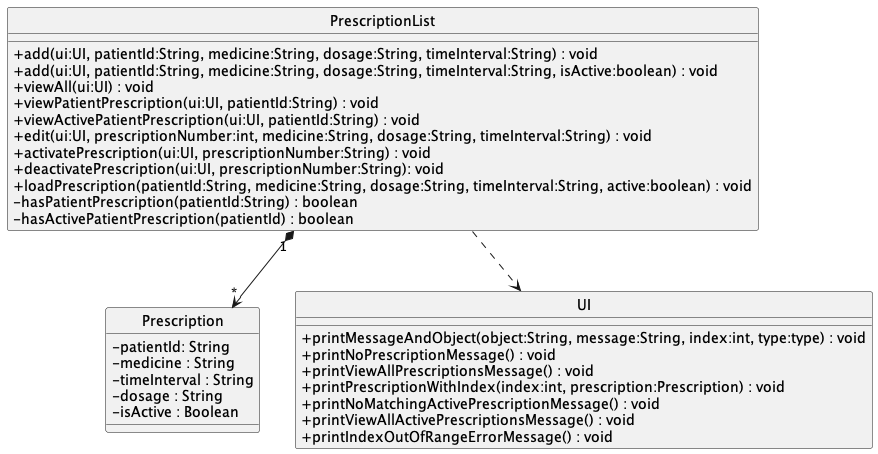 PrescriptionList
+add(ui:UI, patientId:String, medicine:String, dosage:String, timeInterval:String) : void
+add(ui:UI, patientId:String, medicine:String, dosage:String, timeInterval:String, isActive:boolean) : void
+viewAll(ui:UI) : void
+viewPatientPrescription(ui:UI, patientId:String) : void
+viewActivePatientPrescription(ui:UI, patientId:String) : void
+edit(ui:UI, prescriptionNumber:int, medicine:String, dosage:String, timeInterval:String) : void
+activatePrescription(ui:UI, prescriptionNumber:String) : void
+deactivatePrescription(ui:UI, prescriptionNumber:String): void
+loadPrescription(patientId:String, medicine:String, dosage:String, timeInterval:String, active:boolean) : void
-hasPatientPrescription(patientId:String) : boolean
-hasActivePatientPrescription(patientId) : boolean
1
*
Prescription
-patientId: String
-medicine : String
-timeInterval : String
-dosage : String
-isActive : Boolean
UI
+printMessageAndObject(object:String, message:String, index:int, type:type) : void
+printNoPrescriptionMessage() : void
+printViewAllPrescriptionsMessage() : void
+printPrescriptionWithIndex(index:int, prescription:Prescription) : void
+printNoMatchingActivePrescriptionMessage() : void
+printViewAllActivePrescriptionsMessage() : void
+printIndexOutOfRangeErrorMessage() : void